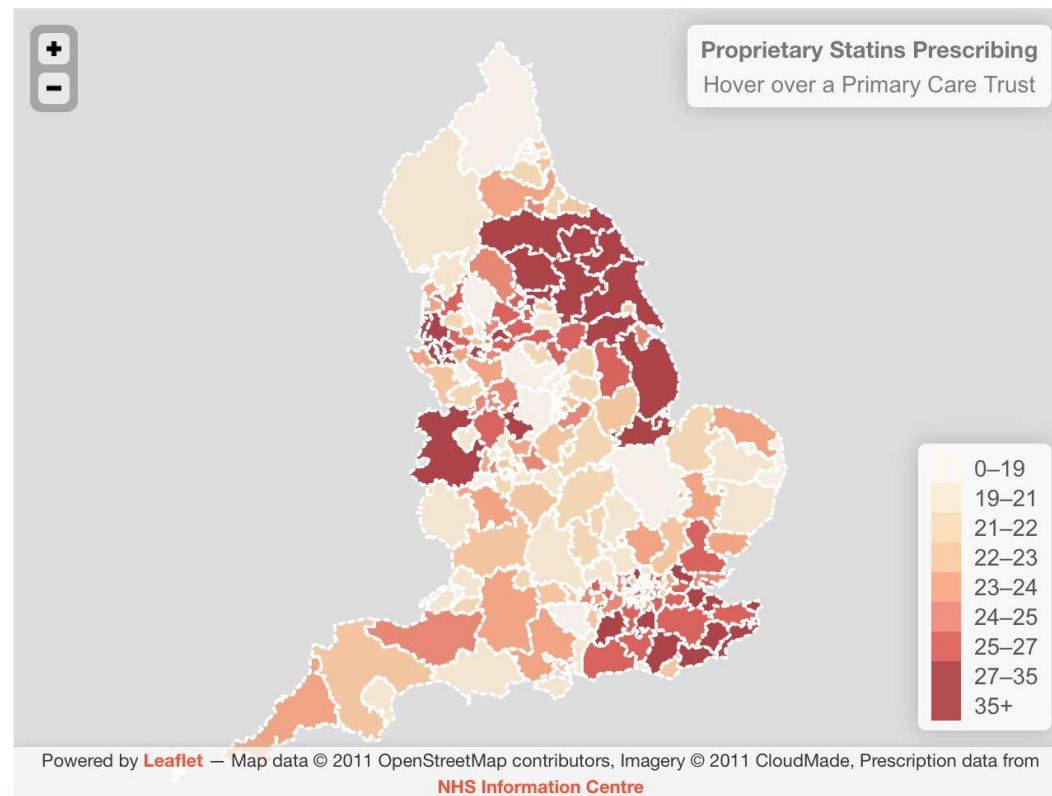 +
−
Proprietary Statins Prescribing
Hover over a Primary Care Trust
0–19
19–21
21–22
22–23
23–24
24–25
25–27
27–35
35+
Powered by Leaflet — Map data © 2011 OpenStreetMap contributors, Imagery © 2011 CloudMade, Prescription data from
NHS Information Centre